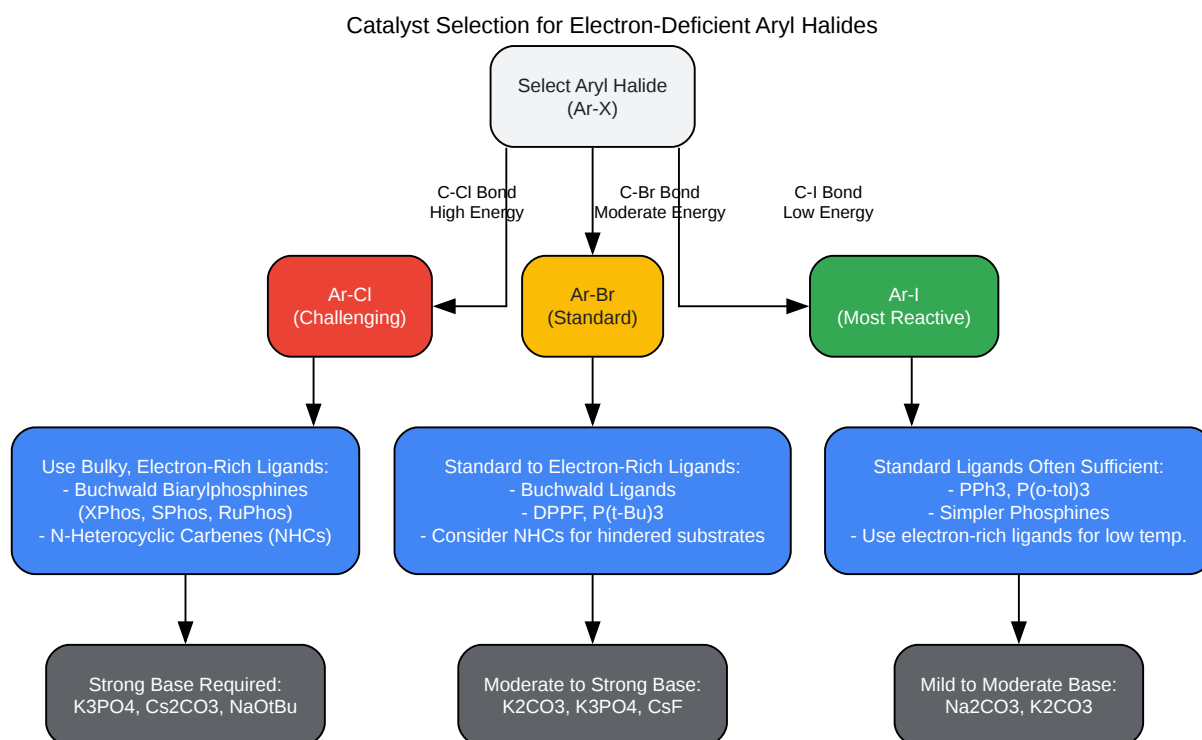 Catalyst Selection for Electron-Deficient Aryl Halides
Select Aryl Halide
(Ar-X)
C-Cl Bond
High Energy
C-Br Bond
Moderate Energy
C-I Bond
Low Energy
Ar-Cl
(Challenging)
Ar-Br
(Standard)
Ar-I
(Most Reactive)
Use Bulky, Electron-Rich Ligands:
- Buchwald Biarylphosphines
(XPhos, SPhos, RuPhos)
- N-Heterocyclic Carbenes (NHCs)
Standard to Electron-Rich Ligands:
- Buchwald Ligands
- DPPF, P(t-Bu)3
- Consider NHCs for hindered substrates
Standard Ligands Often Sufficient:
- PPh3, P(o-tol)3
- Simpler Phosphines
- Use electron-rich ligands for low temp.
Strong Base Required:
K3PO4, Cs2CO3, NaOtBu
Moderate to Strong Base:
K2CO3, K3PO4, CsF
Mild to Moderate Base:
Na2CO3, K2CO3